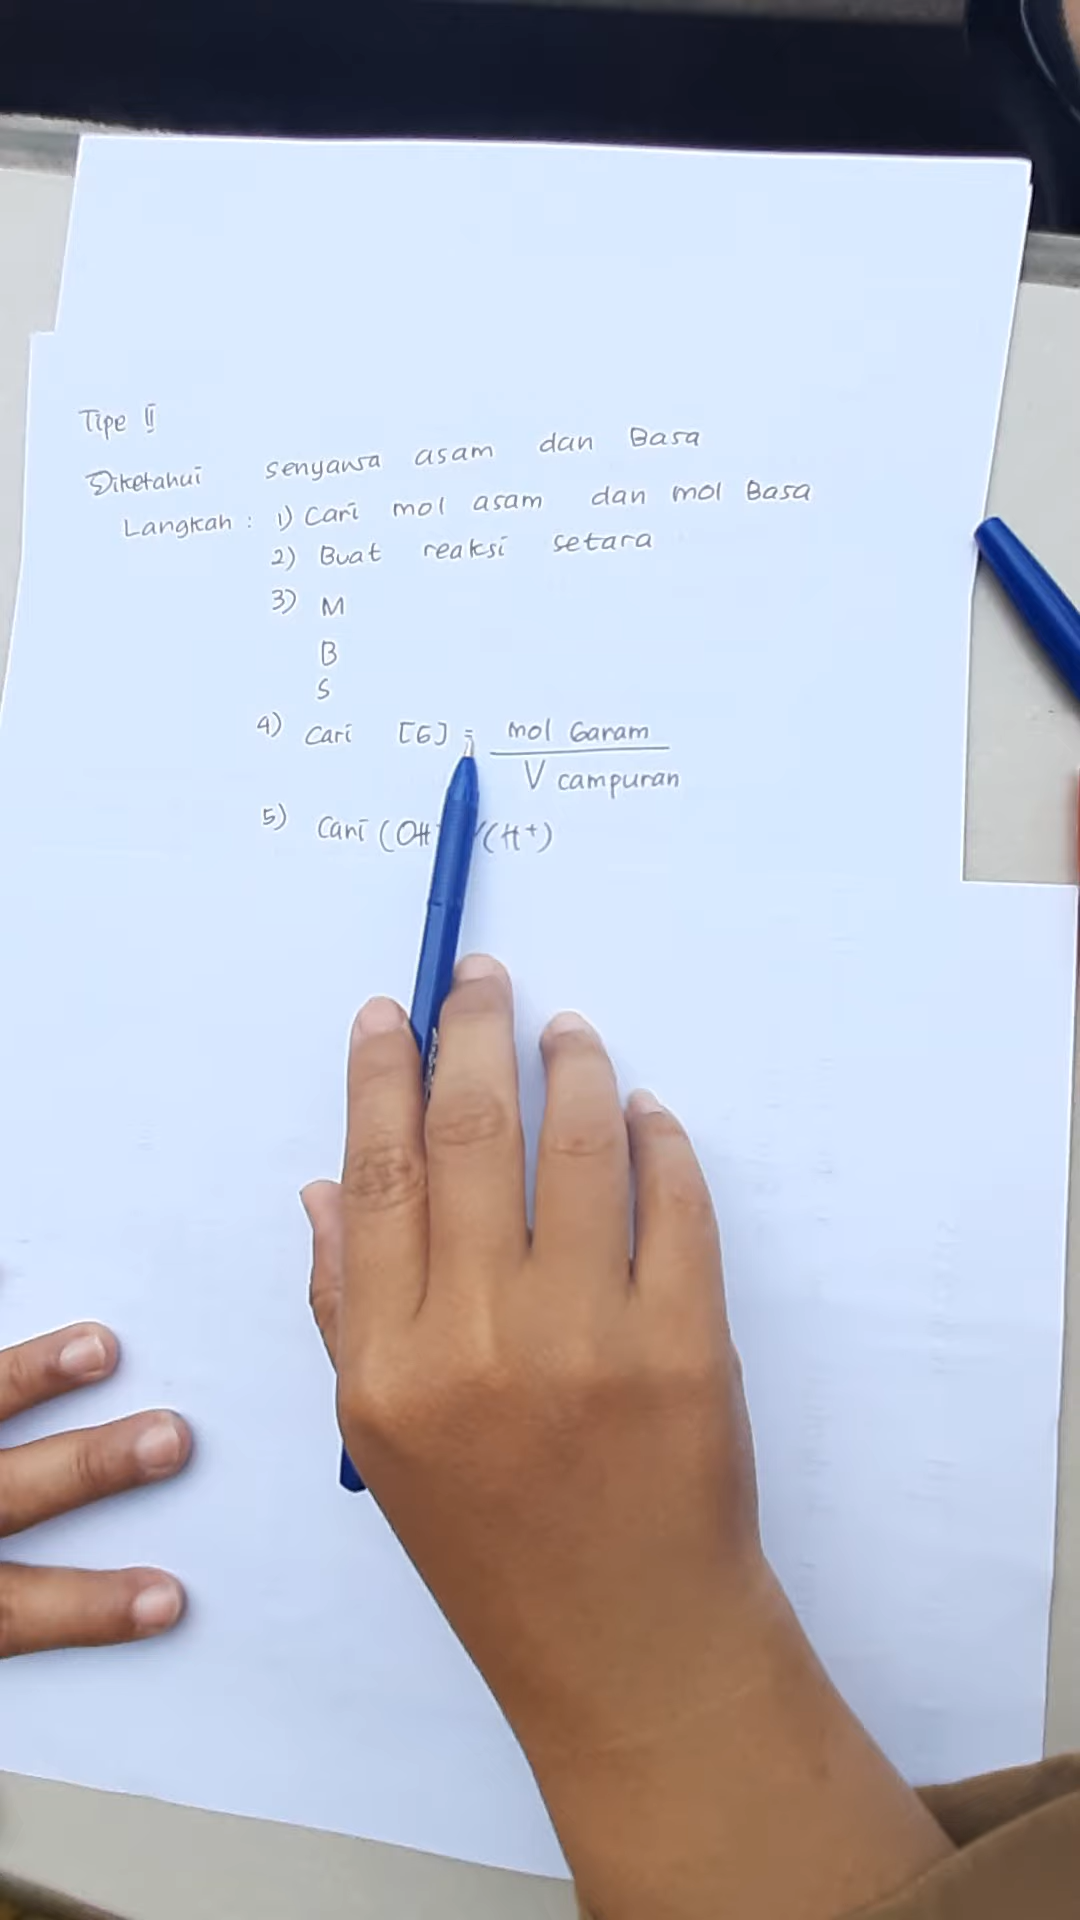 Tipe II
Diketahui senyawa asam dan Basa
Langkah : 1) Cari mol asam dan mol Basa
2) Buat reaksi setara
3) M
B
S
4) Cari [G] = mol Garam
V campuran
5) Cari (OH /(H+)